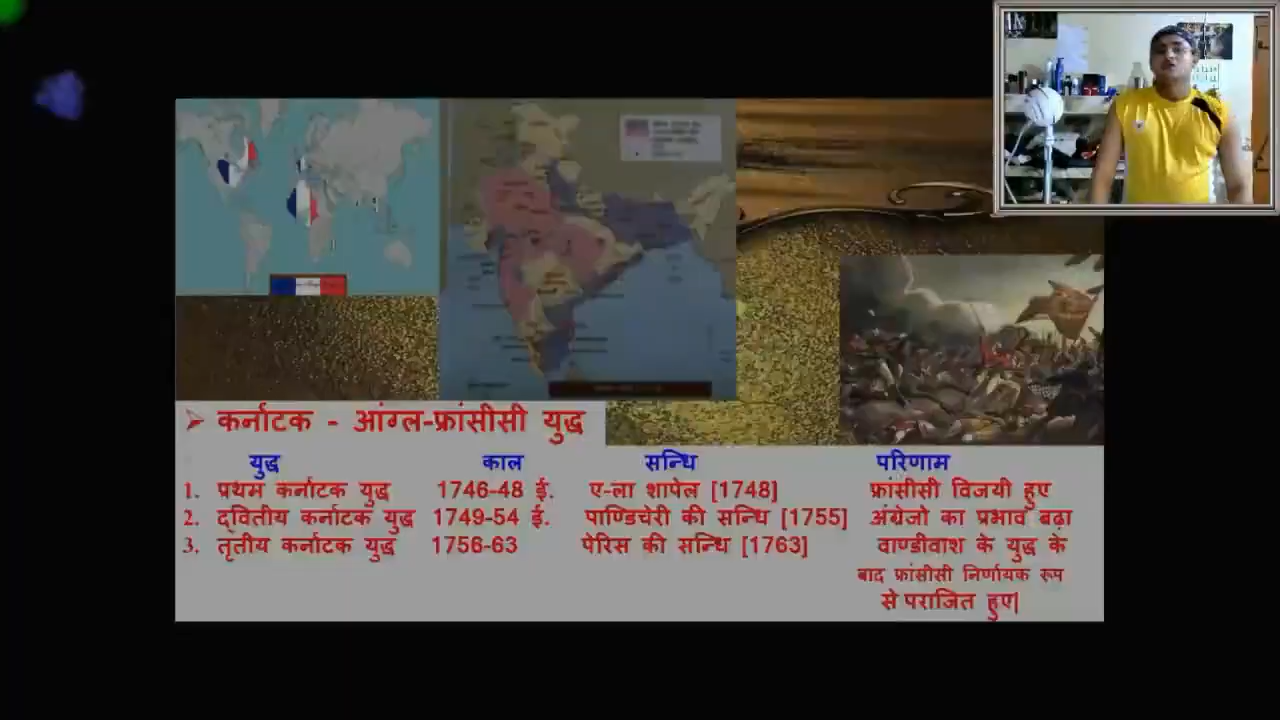 ➢ कर्नाटक - आंग्ल-फ्रांसीसी युद्ध
युद्ध काल सन्धि परिणाम
1. प्रथम कर्नाटक युद्ध 1746-48 ई. ए-ला शापेल [1748] फ्रांसीसी विजयी हुए
2. द्वितीय कर्नाटक युद्ध 1749-54 ई. पाण्डिचेरी की सन्धि [1755] अंग्रेजो का प्रभाव बढ़ा
3. तृतीय कर्नाटक युद्ध 1756-63 पेरिस की सन्धि [1763] वाण्डीवाश के युद्ध के
बाद फ्रांसीसी निर्णायक रूप
से पराजित हुए|